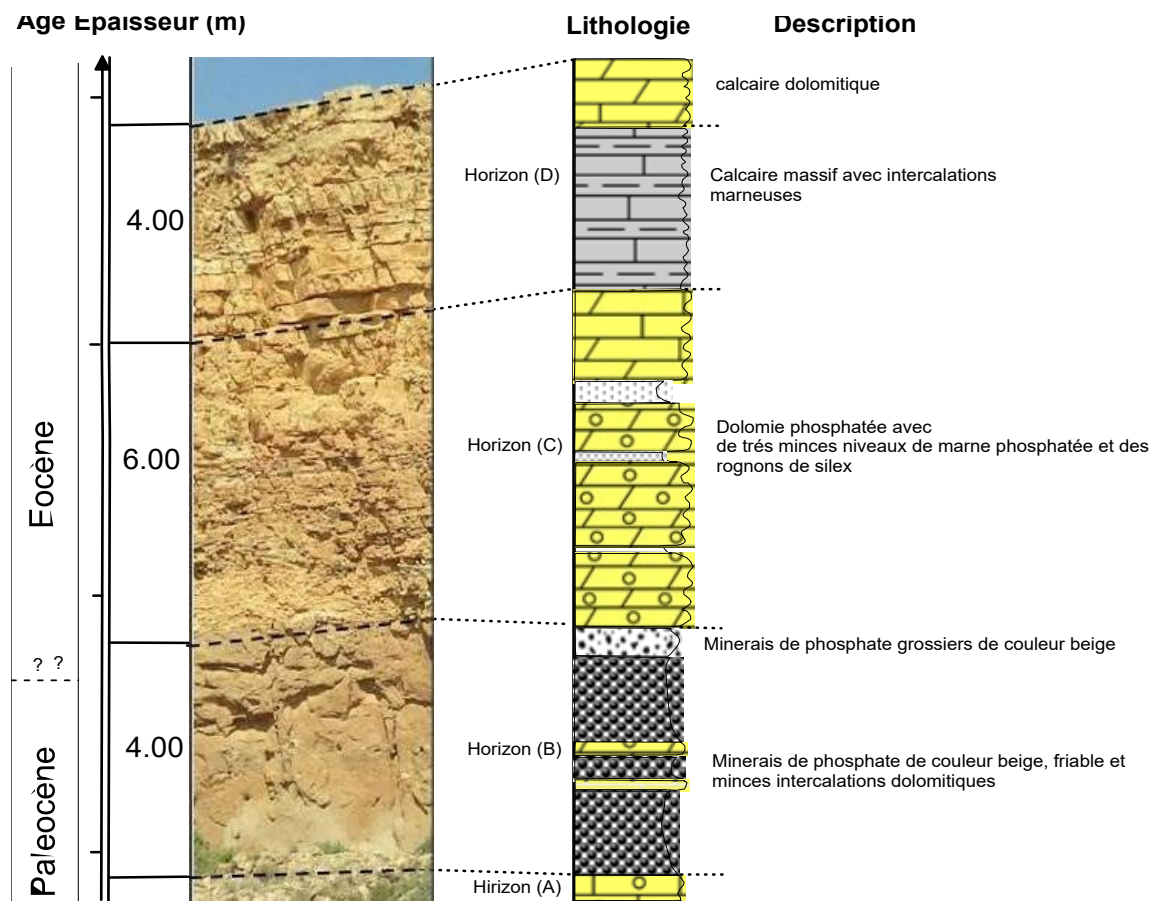 Age Epaisseur (m)
Lithologie
Description
calcaire dolomitique
Horizon (D)
Calcaire massif avec intercalations
marneuses
4.00
Eocène
6.00
Horizon (C)
Dolomie phosphatée avec
de trés minces niveaux de marne phosphatée et des
rognons de silex
Minerais de phosphate grossiers de couleur beige
? ?
Paleocène
4.00
Horizon (B)
Minerais de phosphate de couleur beige, friable et
minces intercalations dolomitiques
Hirizon (A)